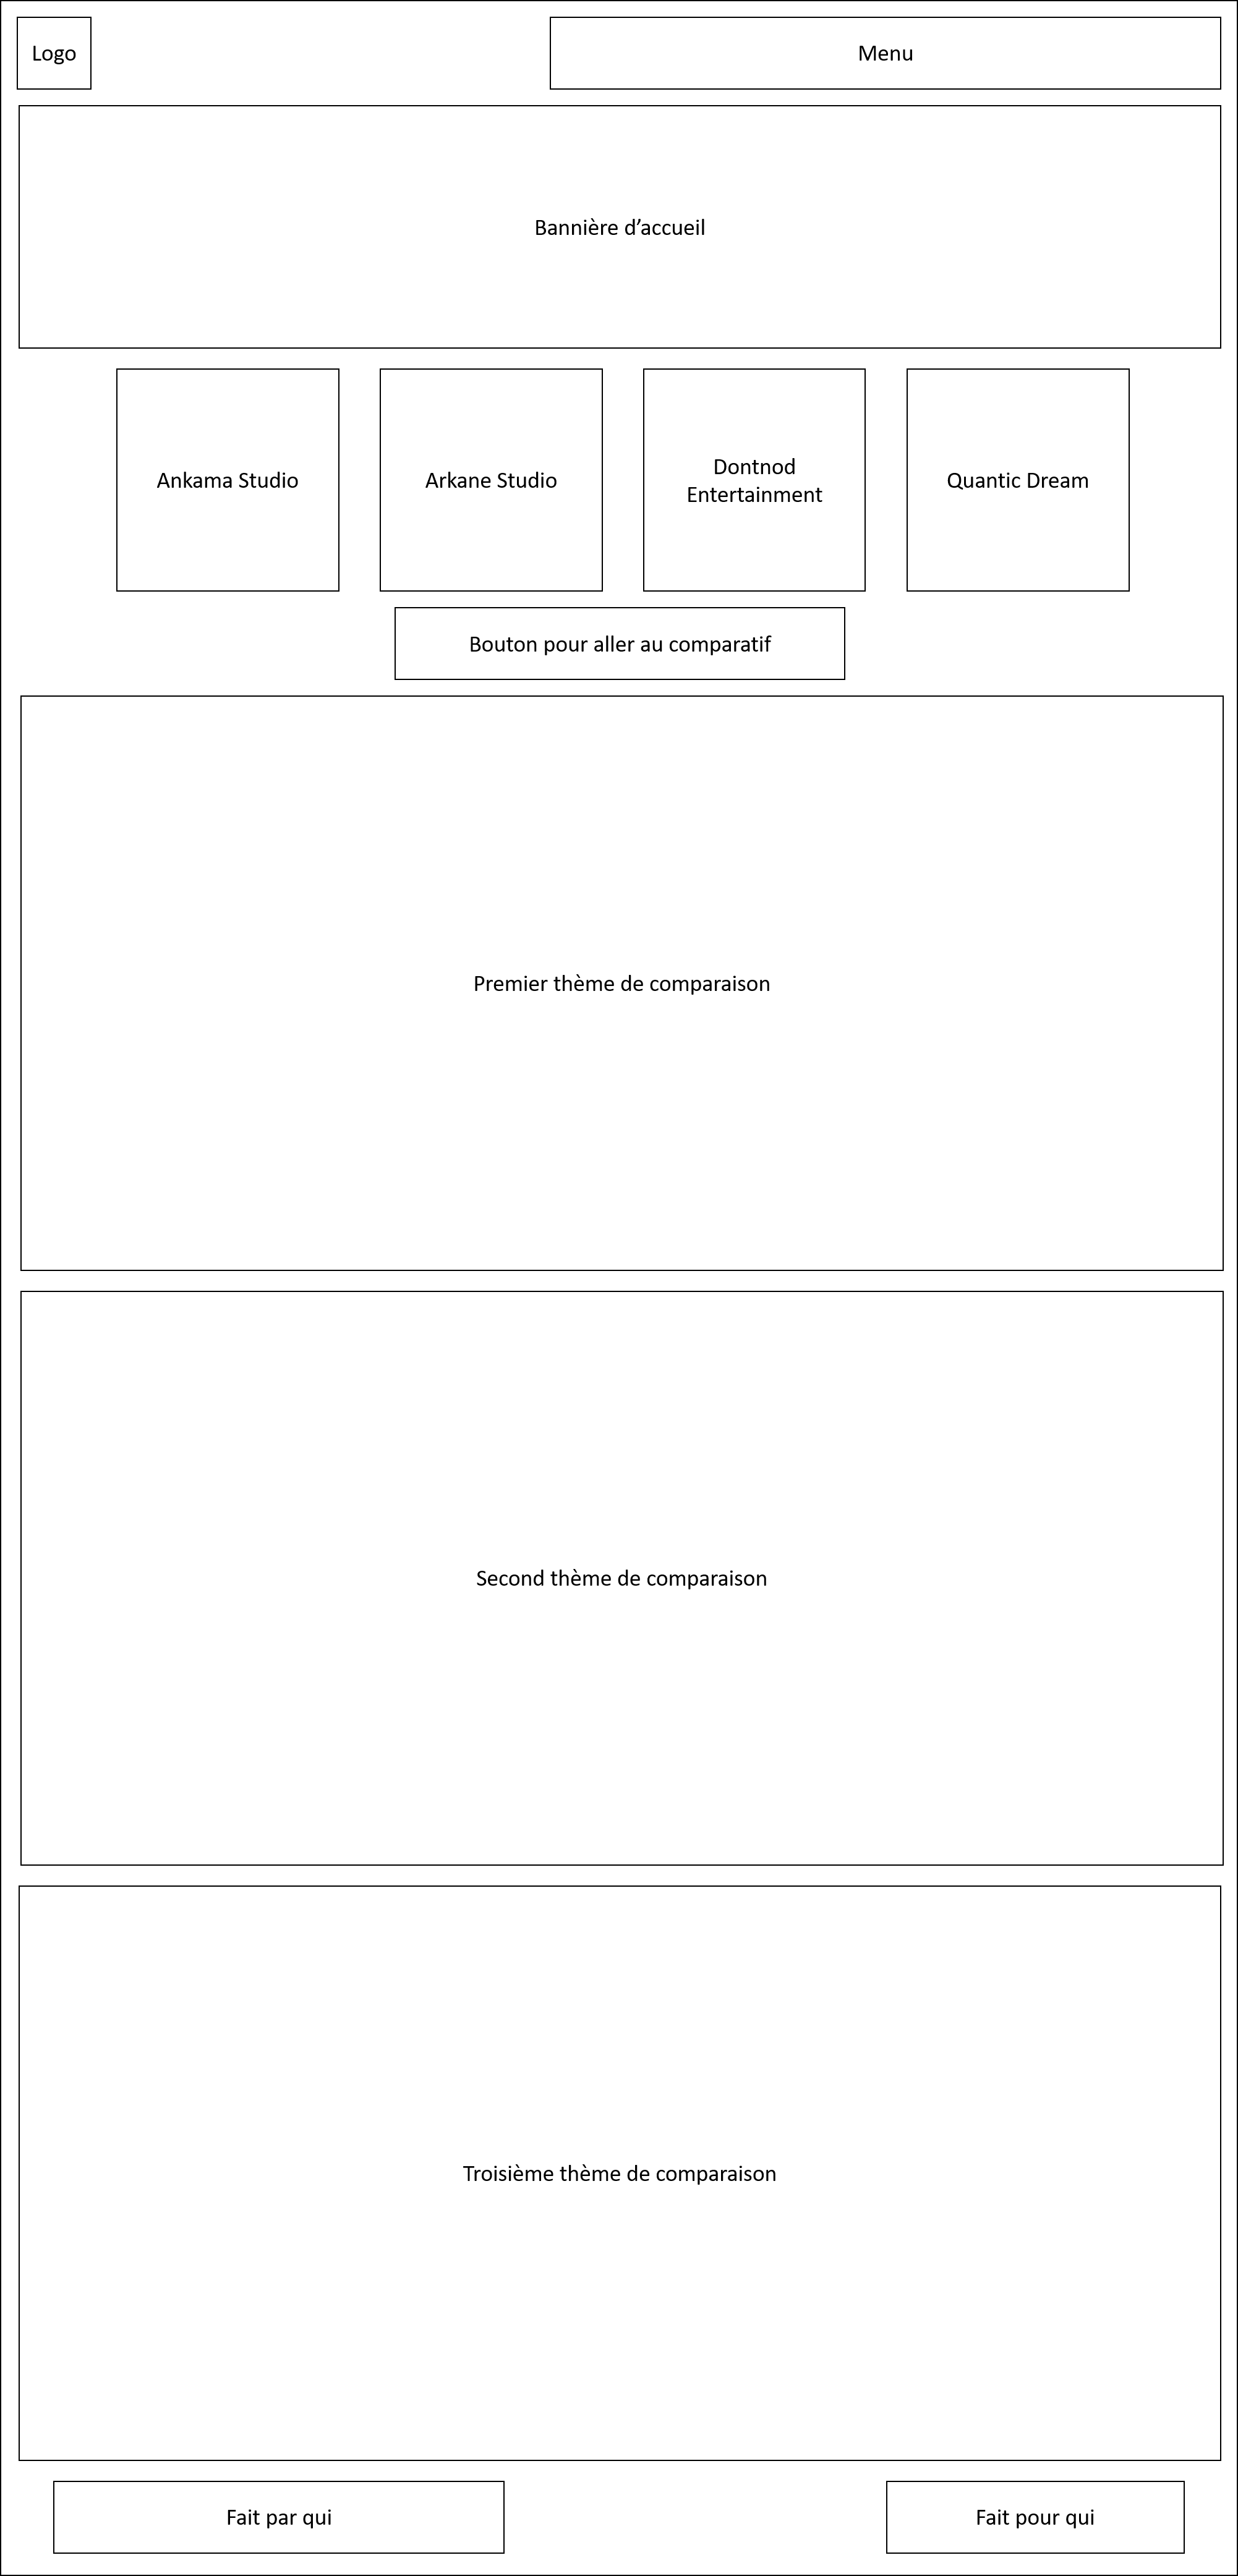 Logo
Menu
Bannière d’accueil
Ankama Studio
Arkane Studio
Dontnod
Entertainment
Quantic Dream
Bouton pour aller au comparatif
Premier thème de comparaison
Second thème de comparaison
Troisième thème de comparaison
Fait par qui
Fait pour qui